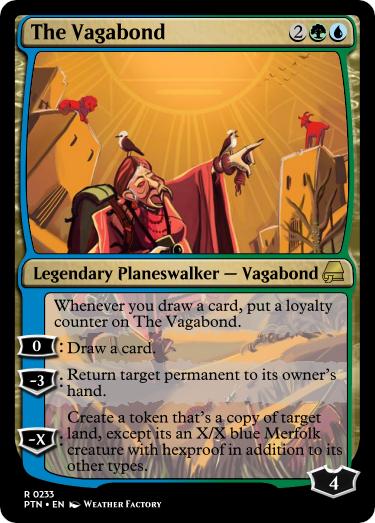 The Vagabond 2
Legendary Planeswalker — Vagabond
Whenever you draw a card, put a loyalty
counter on The Vagabond.
0 : Draw a card.
-3 : Return target permanent to its owner's
hand.
Create a token that's a copy of target
-X : land, except its an X/X blue Merfolk
creature with hexproof in addition to its
other types.
4
R 0233
PTN • EN WEATHER FACTORY